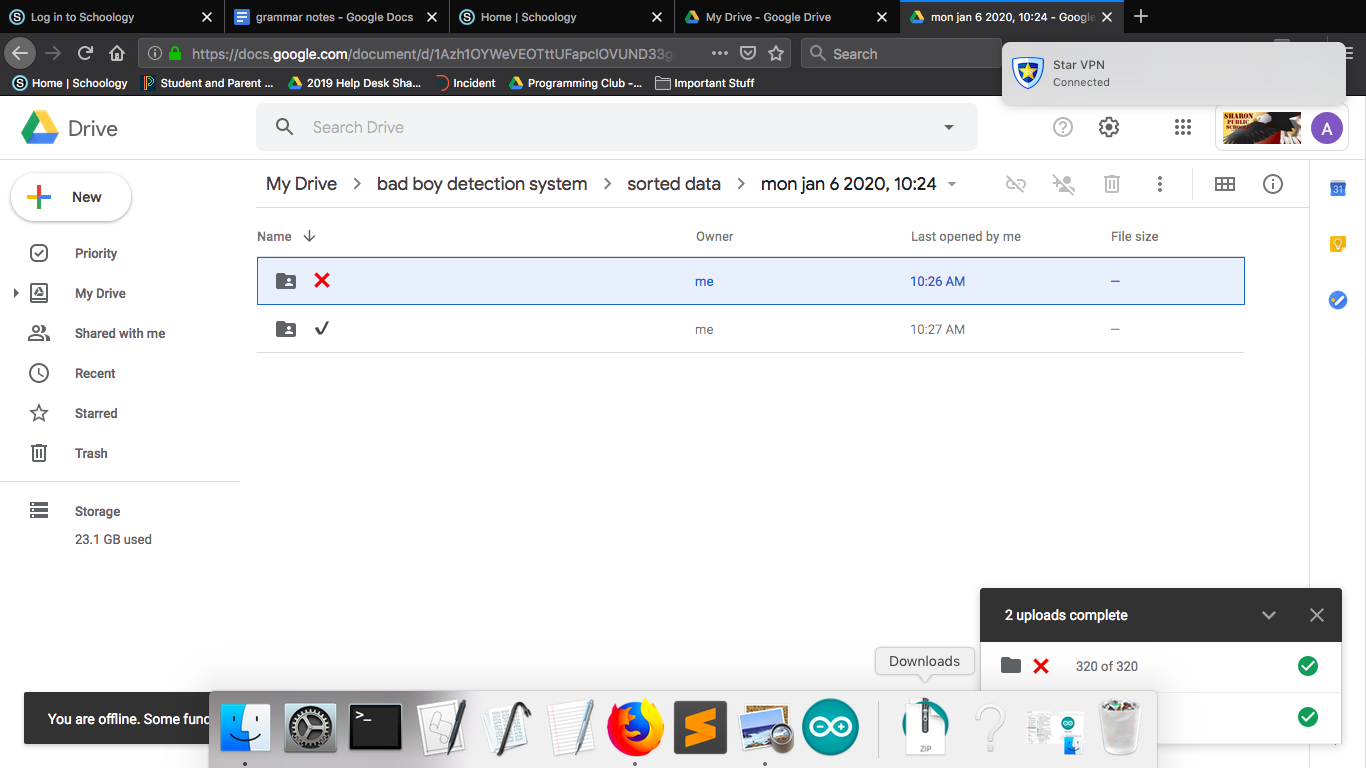 Log in to Schoology
grammar notes - Google Docs
Home | Schoology
My Drive - Google Drive
mon jan 6 2020, 10:24 - Google
https://docs.google.com/document/d/1Azh1OYWeVEOTttUFapcIOVUND33g
Search
Home | Schoology
Student and Parent ...
2019 Help Desk Sha...
Incident
Programming Club -...
Important Stuff
Star VPN
Connected
Drive
Search Drive
SHARON
PUBLIC
SCHOOLS
A
New
My Drive > bad boy detection system > sorted data > mon jan 6 2020, 10:24
31
Name
Owner
Last opened by me
File size
me
10:26 AM
–
me
10:27 AM
–
Priority
My Drive
Shared with me
Recent
Starred
Trash
Storage
23.1 GB used
2 uploads complete
320 of 320
Downloads
You are offline. Some func
>_
ZIP
?